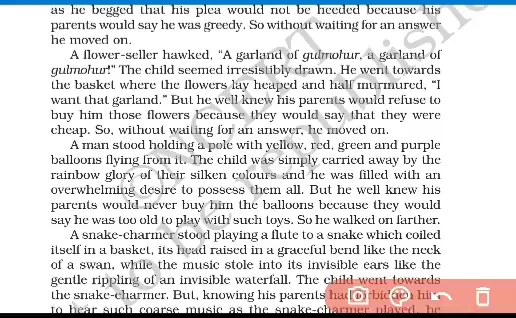 as he begged that his plea would not be heeded because his
parents would say he was greedy. So without waiting for an answer
he moved on.
A flower-seller hawked, “A garland of gulmohur, a garland of
gulmohur!” The child seemed irresistibly drawn. He went towards
the basket where the flowers lay heaped and half murmured, “I
want that garland.” But he well knew his parents would refuse to
buy him those flowers because they would say that they were
cheap. So, without waiting for an answer, he moved on.
A man stood holding a pole with yellow, red, green and purple
balloons flying from it. The child was simply carried away by the
rainbow glory of their silken colours and he was filled with an
overwhelming desire to possess them all. But he well knew his
parents would never buy him the balloons because they would
say he was too old to play with such toys. So he walked on farther.
A snake-charmer stood playing a flute to a snake which coiled
itself in a basket, its head raised in a graceful bend like the neck
of a swan, while the music stole into its invisible ears like the
gentle rippling of an invisible waterfall. The child went towards
the snake-charmer. But, knowing his parents had forbidden him
to hear such coarse music as the snake-charmer played, he
© NCERT
to be republished